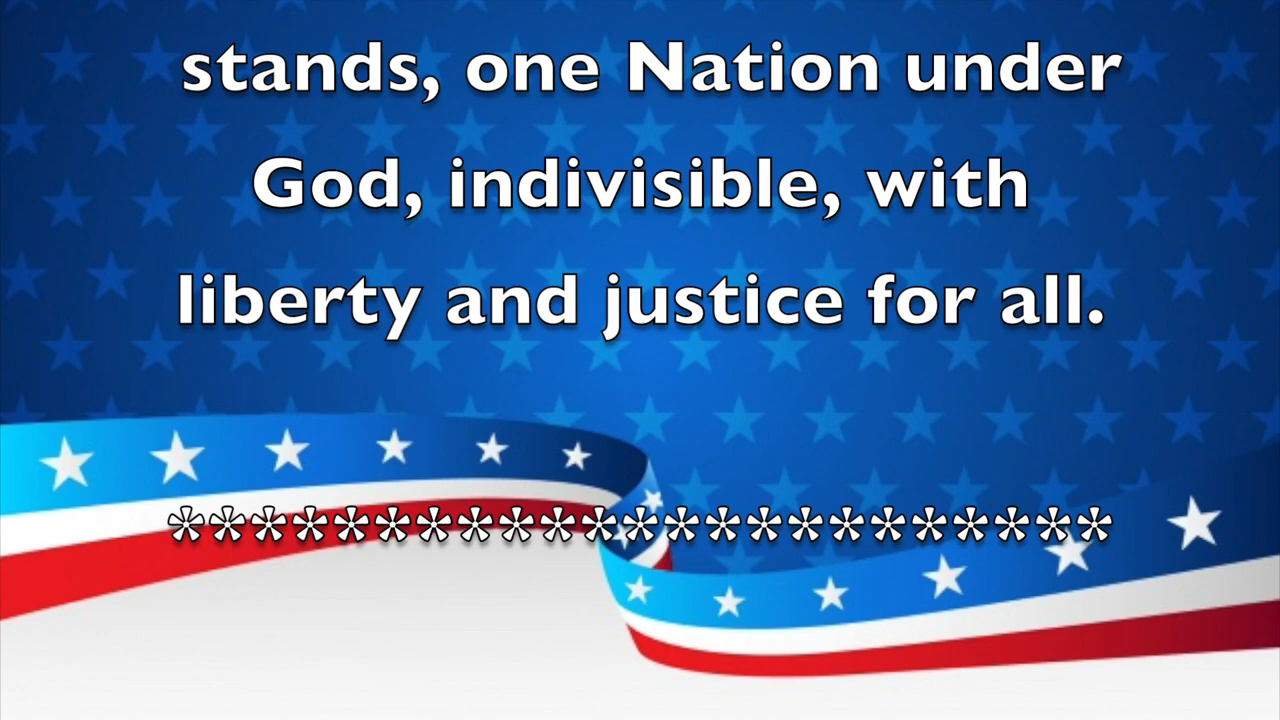 stands, one Nation under
God, indivisible, with
liberty and justice for all.
***********************